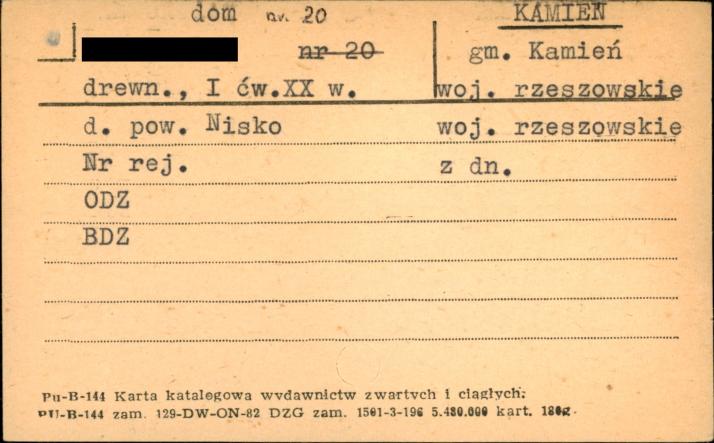 dom nr. 20 KAMIEŃ
nr 20 gm. Kamień
drewn., I ćw.XX w. woj. rzeszowskie
d. pow. Nisko woj. rzeszowskie
Nr rej. z dn.
ODZ
BDZ
Pu-B-144 Karta katalogowa wydawnictw zwartych i ciągłych.
PU-B-144 zam. 129-DW-ON-82 DZG zam. 1501-3-196 5.480.000 kart. 180g